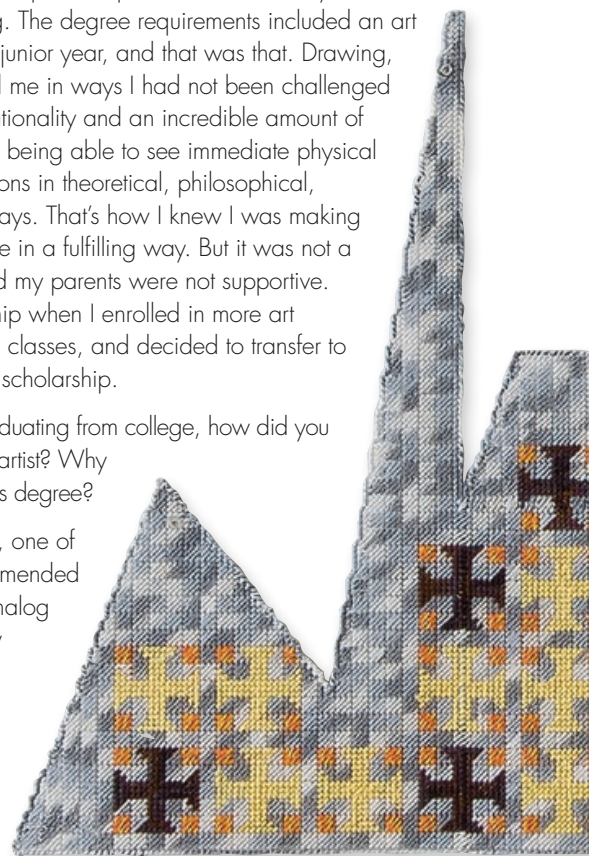 g. The degree requirements included an art
junior year, and that was that. Drawing,
me in ways I had not been challenged
tionality and an incredible amount of
being able to see immediate physical
ons in theoretical, philosophical,
ays. That's how I knew I was making
e in a fulfilling way. But it was not a
d my parents were not supportive.
hip when I enrolled in more art
classes, and decided to transfer to
scholarship.
duating from college, how did you
artist? Why
s degree?
, one of
mmended
nalog